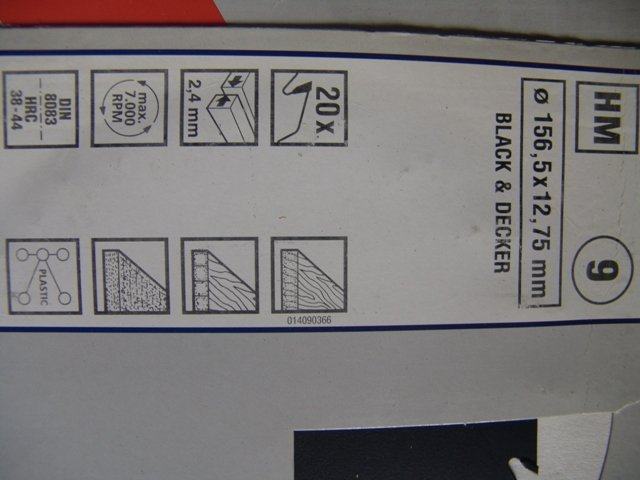 HM 9
Ø 156,5x12,75 mm
BLACK & DECKER
20x
014090366
2,4 mm
max.
7.000
RPM
DIN
8083
HRC
38-44
PLASTIC